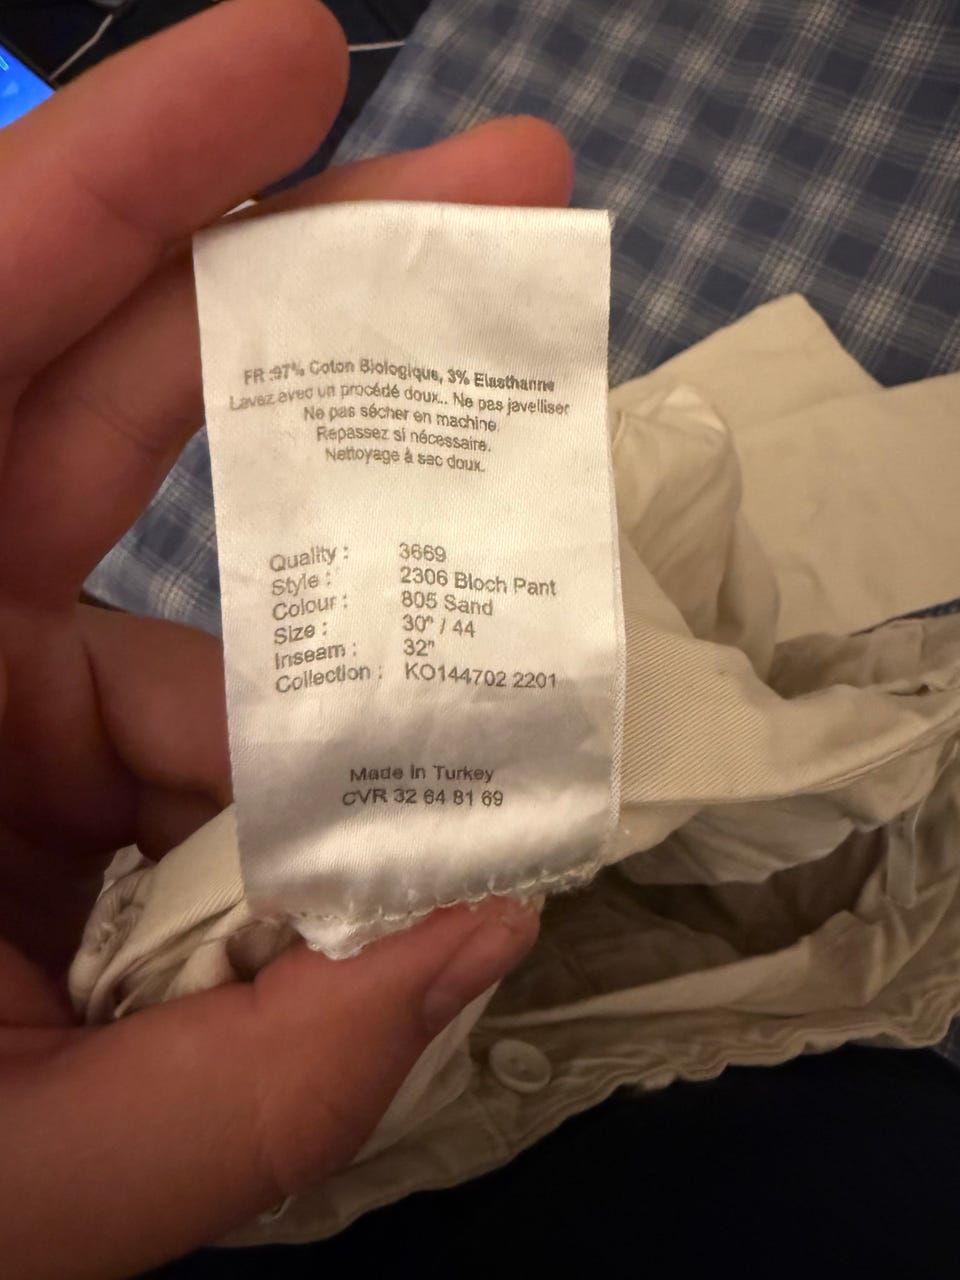 FR :97% Coton Biologique, 3% Elasthanne
Lavez avec un procédé doux.. Ne pas javelliser
Ne pas sécher en machine.
Repassez si nécessaire.
Nettoyage à sec doux.
Quality : 3669
Style : 2306 Bloch Pant
Colour : 805 Sand
Size : 30" / 44
Inseam : 32"
Collection : KO144702 2201
Made in Turkey
CVR 32 64 81 69